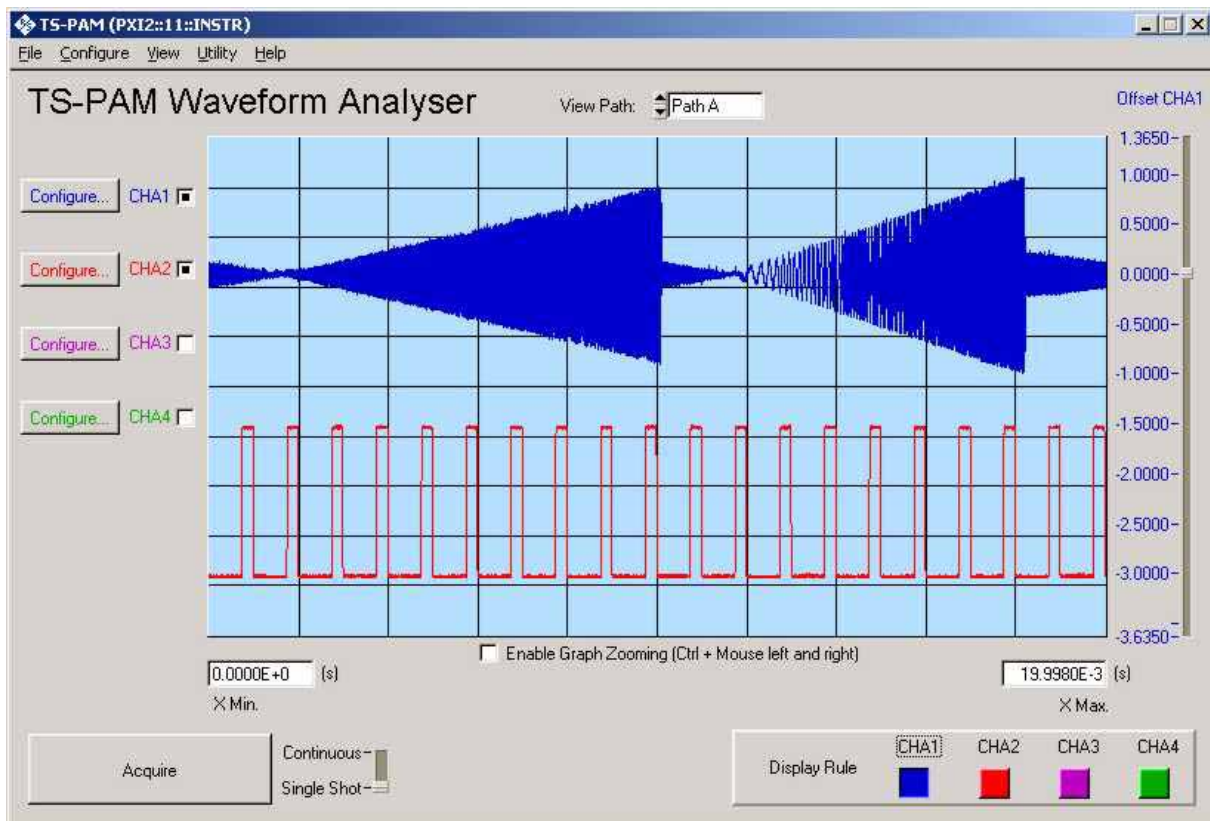 TS-PAM (PXI2::11::INSTR)
File Configure View Utility Help
TS-PAM Waveform Analyser
View Path: Path A
Offset CHA1
Configure... CHA1
Configure... CHA2
Configure... CHA3
Configure... CHA4
1.3650
1.0000
0.5000
0.0000
-0.5000
-1.0000
-1.5000
-2.0000
-2.5000
-3.0000
-3.6350
Enable Graph Zooming (Ctrl + Mouse left and right)
0.0000E+0 (s)
X Min.
19.9980E-3 (s)
X Max.
Acquire
Continuous
Single Shot
Display Rule
CHA1 CHA2 CHA3 CHA4